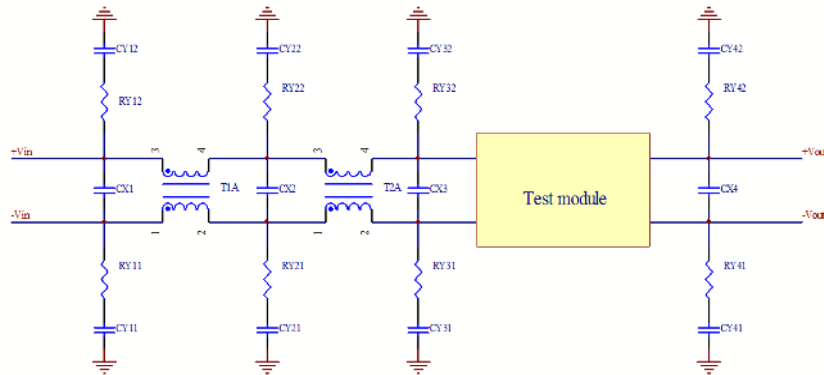 CY12 CY22 CY32 CY42
RY12 RY22 RY32 RY42
3 4 3 4
+Vin +Vou
CX1 T1A CX2 T2A CX3 Test module CX4
-Vin -Vout
1 2 1 2
RY11 RY21 RY31 RY41
CY11 CY21 CY31 CY41